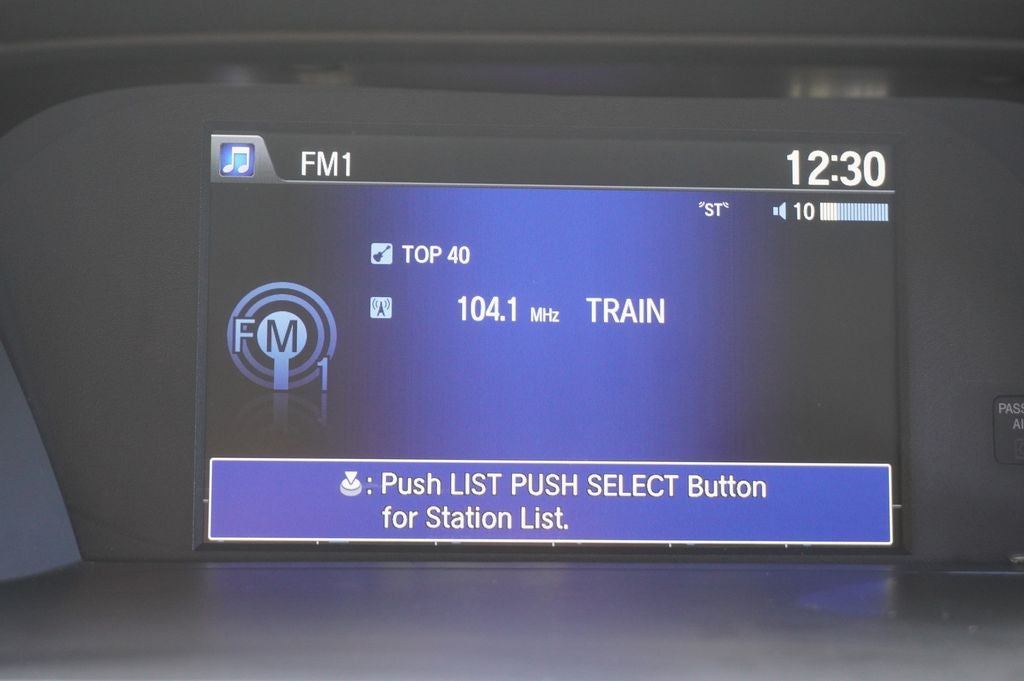 FM1 12:30
"ST" 10
TOP 40
104.1 MHz TRAIN
FM
1
: Push LIST PUSH SELECT Button
for Station List.
PASS